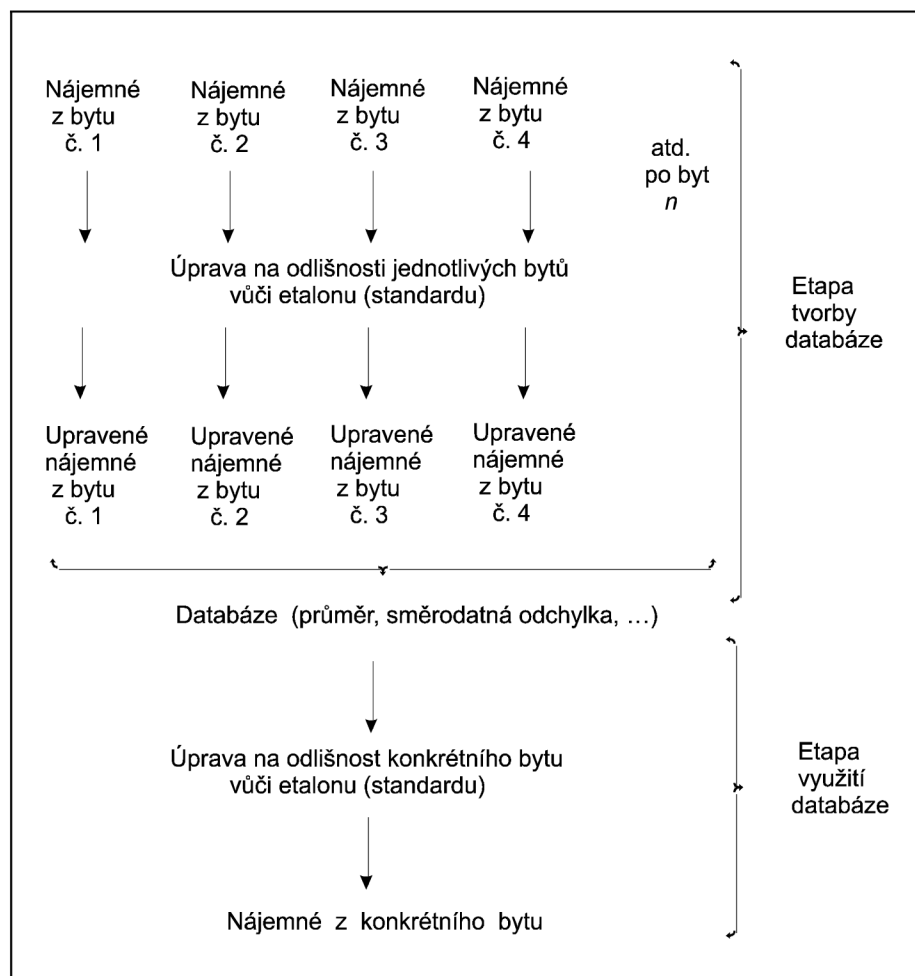 Nájemné
z bytu
č. 1
Nájemné
z bytu
č. 2
Nájemné
z bytu
č. 3
Nájemné
z bytu
č. 4
atd.
po byt
n
Úprava na odlišnosti jednotlivých bytů
vůči etalonu (standardu)
Etapa
tvorby
databáze
Upravené
nájemné
z bytu
č. 1
Upravené
nájemné
z bytu
č. 2
Upravené
nájemné
z bytu
č. 3
Upravené
nájemné
z bytu
č. 4
Databáze (průměr, směrodatná odchylka, …)
Úprava na odlišnost konkrétního bytu
vůči etalonu (standardu)
Etapa
využití
databáze
Nájemné z konkrétního bytu